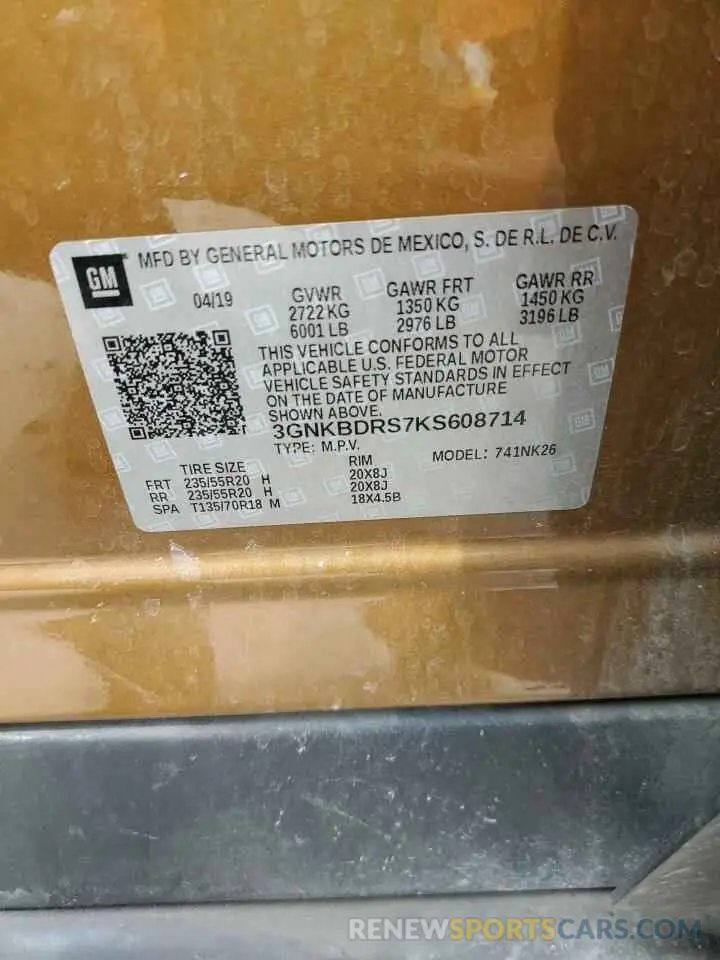 GM
MFD BY GENERAL MOTORS DE MEXICO, S. DE R.L. DE C.V.
04/19 GVWR GAWR FRT GAWR RR
2722 KG 1350 KG 1450 KG
6001 LB 2976 LB 3196 LB
THIS VEHICLE CONFORMS TO ALL
APPLICABLE U.S. FEDERAL MOTOR
VEHICLE SAFETY STANDARDS IN EFFECT
ON THE DATE OF MANUFACTURE
SHOWN ABOVE.
3GNKBDRS7KS608714
TYPE: M.P.V. MODEL: 741NK26
TIRE SIZE RIM
FRT 235/55R20 H 20X8J
RR 235/55R20 H 20X8J
SPA T135/70R18 M 18X4.5B
RENEWSPORTSCARS.COM